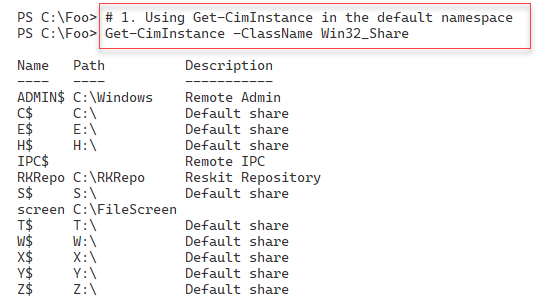 PS C:\Foo> # 1. Using Get-CimInstance in the default namespace
PS C:\Foo> Get-CimInstance -ClassName Win32_Share
Name   Path          Description
----   ----          -----------
ADMIN$ C:\Windows    Remote Admin
C$     C:\           Default share
E$     E:\           Default share
H$     H:\           Default share
IPC$                 Remote IPC
RKRepo C:\RKRepo     Reskit Repository
S$     S:\           Default share
screen C:\FileScreen
T$     T:\           Default share
W$     W:\           Default share
X$     X:\           Default share
Y$     Y:\           Default share
Z$     Z:\           Default share